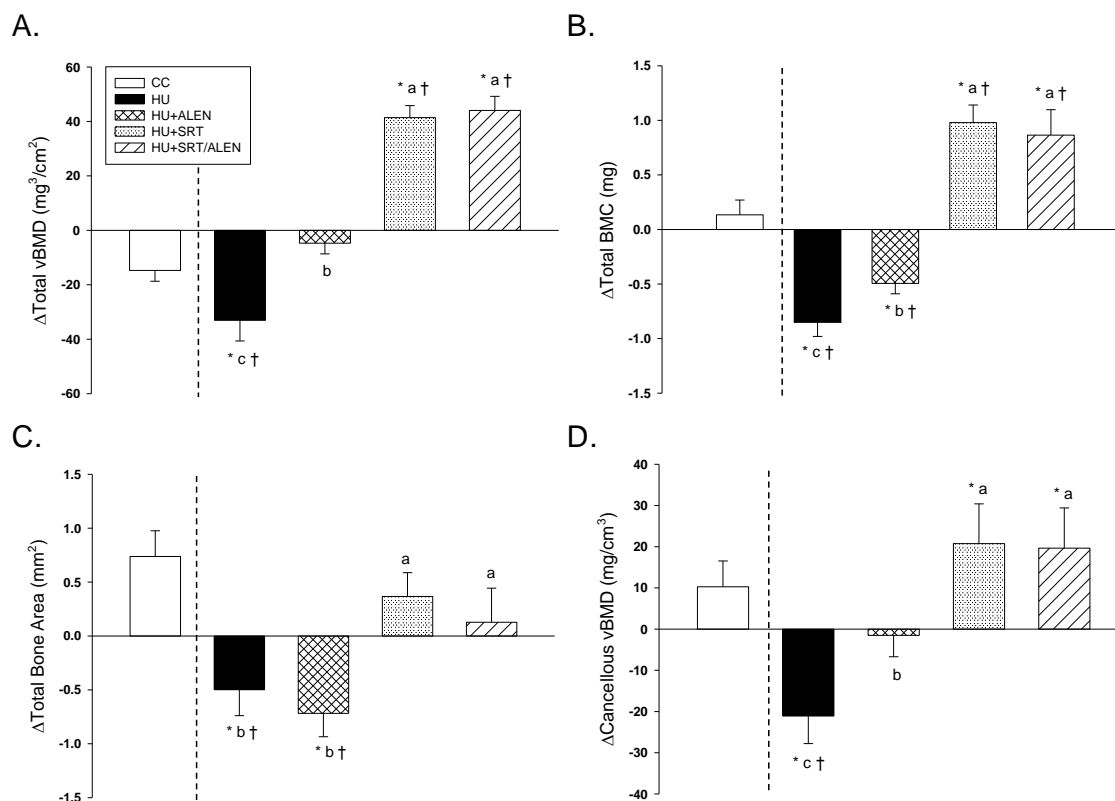 A.
ΔTotal vBMD (mg³/cm²)
60
40
20
0
-20
-40
-60
CC
HU
HU+ALEN
HU+SRT
HU+SRT/ALEN
* c †
b
* a †
* a †
B.
ΔTotal BMC (mg)
1.5
1.0
0.5
0.0
-0.5
-1.0
-1.5
* c †
* b †
* a †
* a †
C.
ΔTotal Bone Area (mm²)
1.5
1.0
0.5
0.0
-0.5
-1.0
-1.5
* b †
* b †
a
a
D.
ΔCancellous vBMD (mg/cm³)
40
30
20
10
0
-10
-20
-30
-40
* c †
b
* a
* a